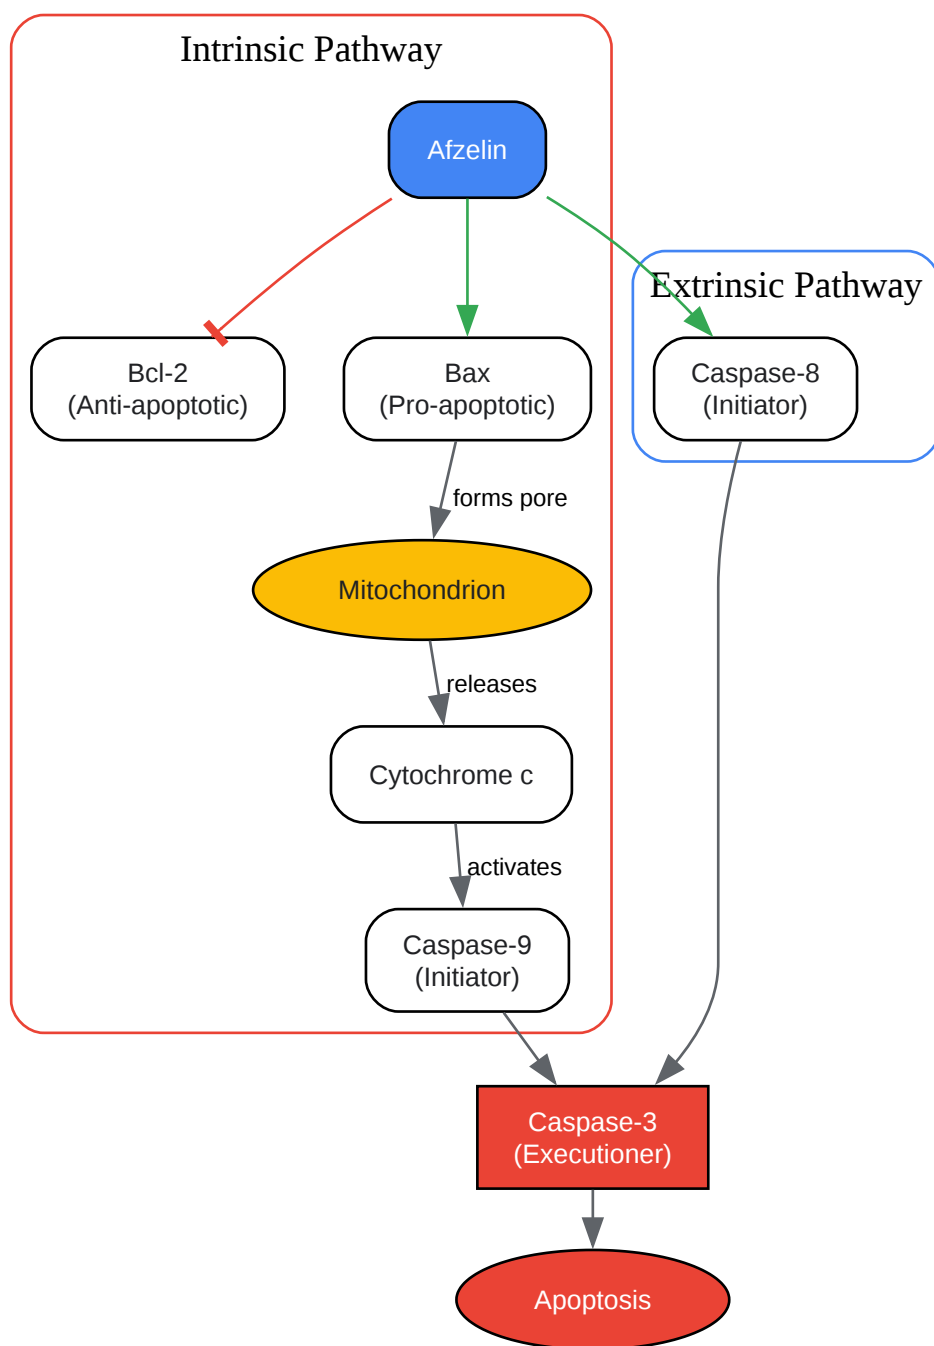 Intrinsic Pathway
Afzelin
Extrinsic Pathway
Bcl-2
(Anti-apoptotic)
Bax
(Pro-apoptotic)
Caspase-8
(Initiator)
forms pore
Mitochondrion
releases
Cytochrome c
activates
Caspase-9
(Initiator)
Caspase-3
(Executioner)
Apoptosis